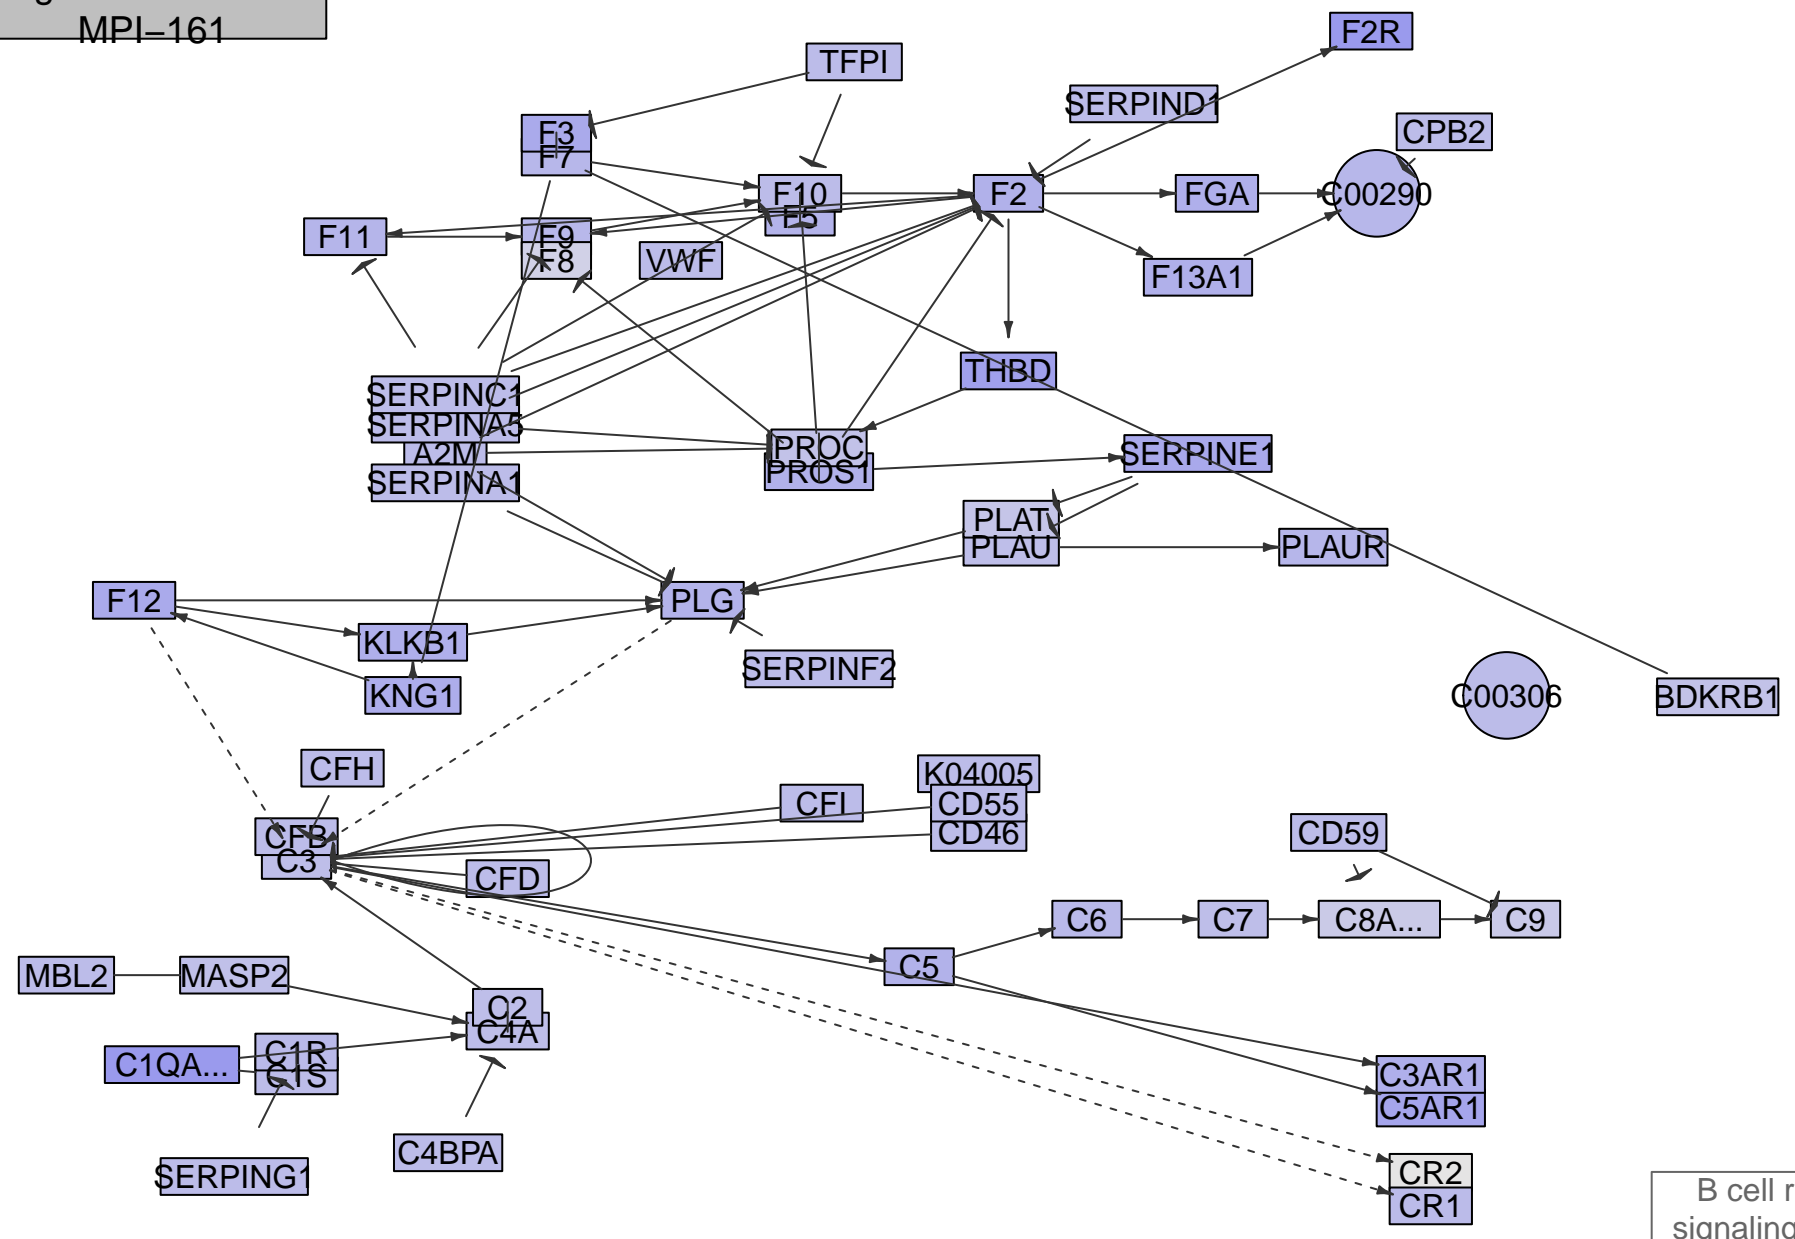 MPI−161
F2R
TFPI
SERPIND1
CPB2
F3
F7
F10
F5
F2
FGA
C00290
F11
F9
F8
VWF
F13A1
THBD
SERPINC1
SERPINA5
A2M
SERPINA1
PROC
PROS1
SERPINE1
PLAT
PLAU
PLAUR
F12
PLG
KLKB1
KNG1
SERPINF2
C00306
BDKRB1
CFH
K04005
CFI
CD55
CD46
CFB
C3
CFD
CD59
C6
C7
C8A...
C9
C5
MBL2
MASP2
C2
C4A
C1QA...
C1R
C1S
C3AR1
C5AR1
C4BPA
SERPING1
CR2
CR1
B cell r
signaling